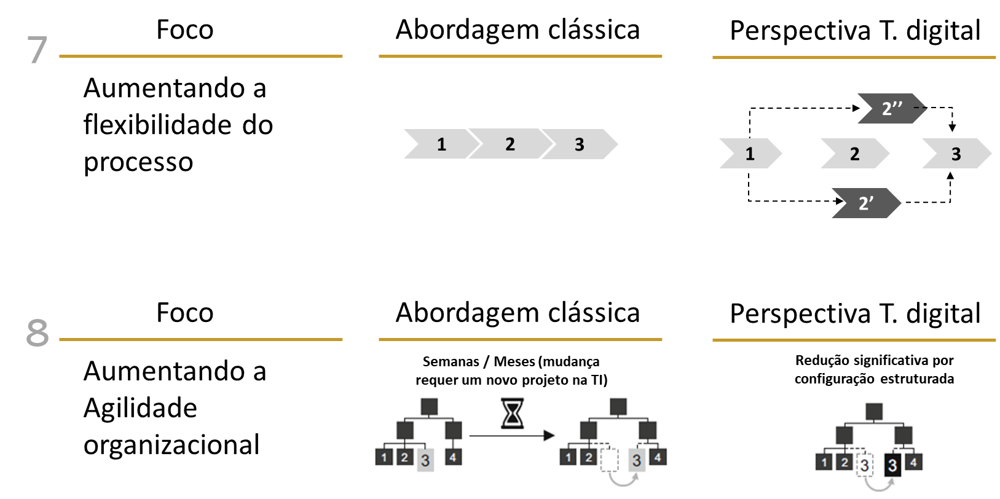 7
Foco
Abordagem clássica
Perspectiva T. digital
Aumentando a
flexibilidade do
processo
1 2 3
2’’
1 2 3
2’
8
Foco
Abordagem clássica
Perspectiva T. digital
Aumentando a
Agilidade
organizacional
Semanas / Meses (mudança
requer um novo projeto na TI)
1 2 3 4
1 2 3 4
Redução significativa por
configuração estruturada
1 2 3 3 4